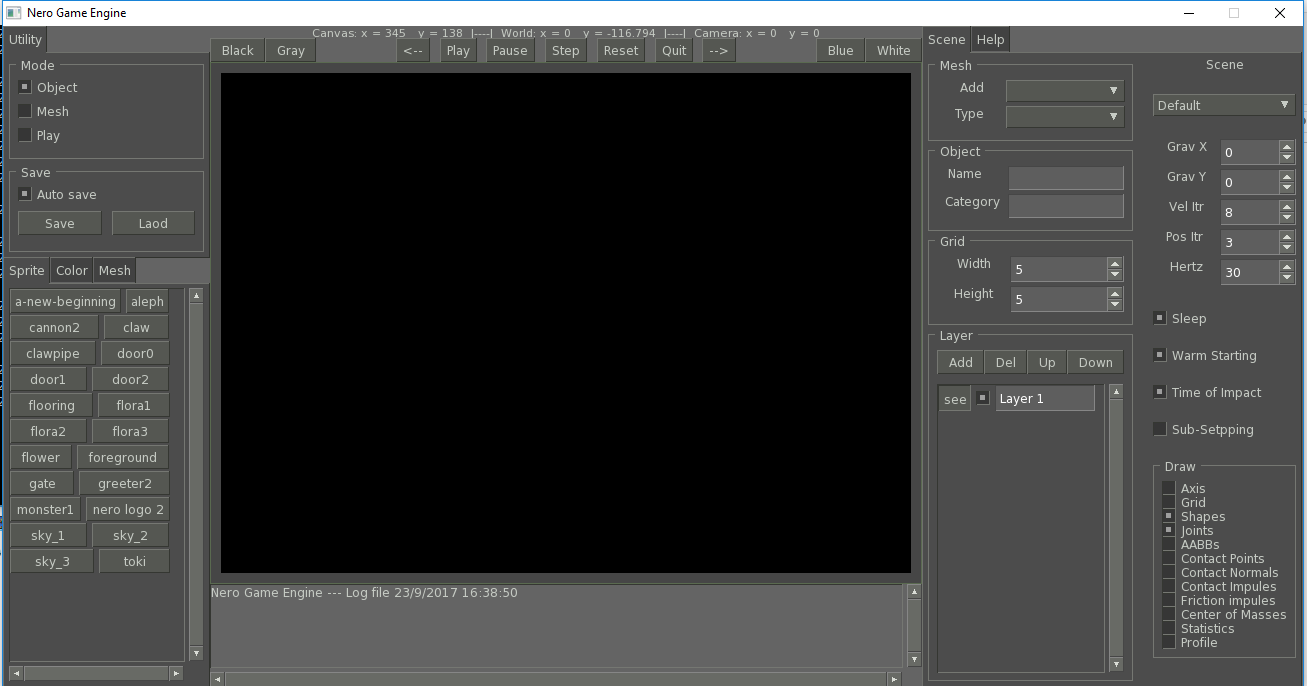 Nero Game Engine
Utility
Mode
Object
Mesh
Play
Save
Auto save
Save Laod
Sprite Color Mesh
a-new-beginning aleph
cannon2 claw
clawpipe door0
door1 door2
flooring flora1
flora2 flora3
flower foreground
gate greeter2
monster1 nero logo 2
sky_1 sky_2
sky_3 toki
Canvas: x = 345 y = 138 |----| World: x = 0 y = -116.794 |----| Camera: x = 0 y = 0
Black Gray <-- Play Pause Step Reset Quit --> Blue White
Nero Game Engine --- Log file 23/9/2017 16:38:50
Scene Help
Mesh
Add
Type
Object
Name
Category
Grid
Width 5
Height 5
Layer
Add Del Up Down
see Layer 1
Scene
Default
Grav X 0
Grav Y 0
Vel Itr 8
Pos Itr 3
Hertz 30
Sleep
Warm Starting
Time of Impact
Sub-Setpping
Draw
Axis
Grid
Shapes
Joints
AABBs
Contact Points
Contact Normals
Contact Impules
Friction impules
Center of Masses
Statistics
Profile